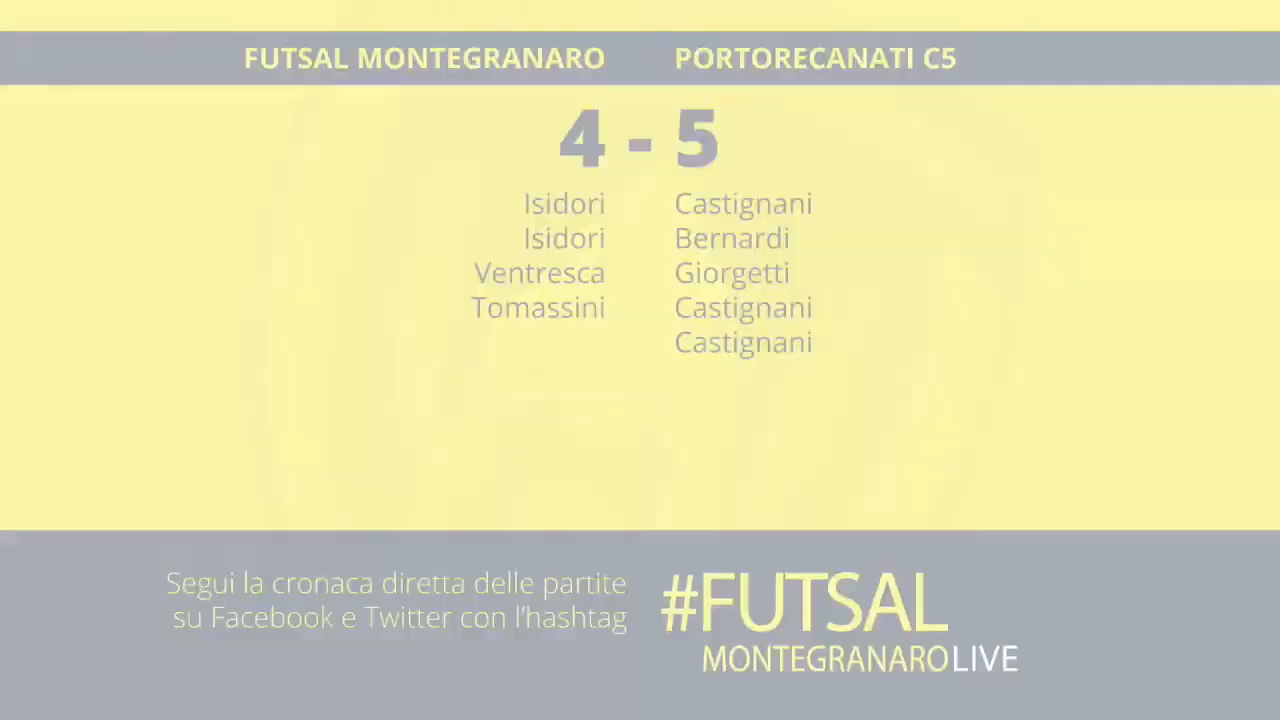 FUTSAL MONTEGRANARO PORTORECANATI C5
4 - 5
Isidori Castignani
Isidori Bernardi
Ventresca Giorgetti
Tomassini Castignani
Castignani
Segui la cronaca diretta delle partite
su Facebook e Twitter con l'hashtag
#FUTSAL
MONTEGRANAROLIVE